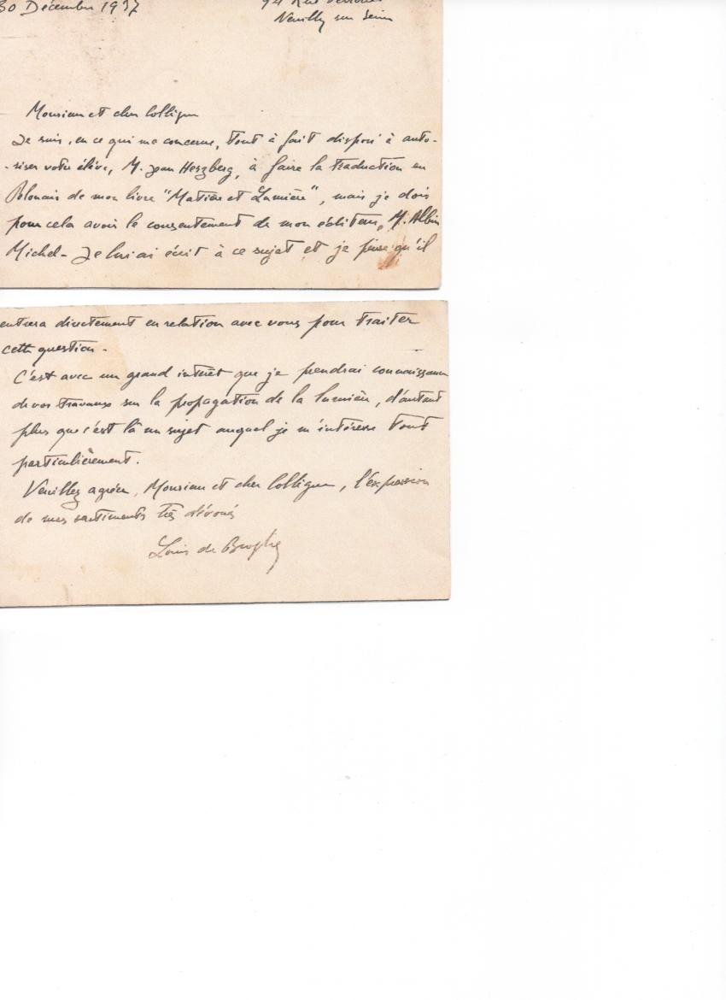 30 Décembre 1937
94 Rue Perronet
Neuilly sur Seine
Monsieur et cher Collègue
Je suis, en ce qui me concerne, tout à fait disposé à auto-
-riser votre élève, M. Jean Herzberg, à faire la traduction en
Polonais de mon livre "Matière et Lumière", mais je dois
pour cela avoir le consentement de mon éditeur, M. Albin
Michel - Je lui ai écrit à ce sujet et je pense qu'il
entrera directement en relation avec vous pour traiter
cette question -
C'est avec un grand intérêt que je prendrai connaissance
de vos travaux sur la propagation de la lumière, d'autant
plus que c'est là un sujet auquel je m'intéresse tout
particulièrement.
Veuillez agréer, Monsieur et cher Collègue, l'expression
de mes sentiments très dévoués
Louis de Broglie